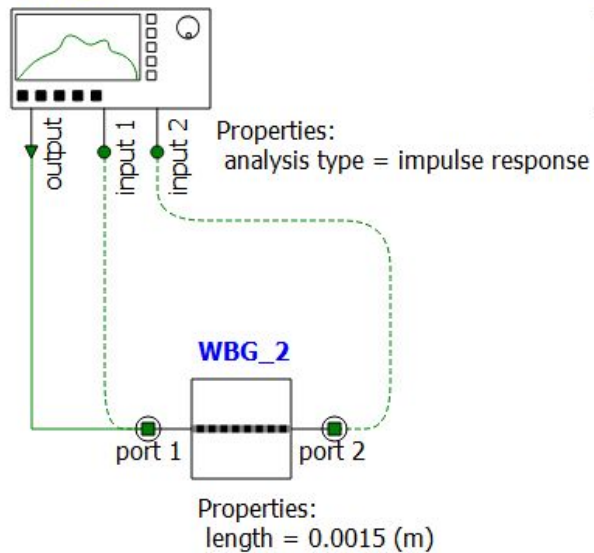 output
input 1
input 2
Properties:
analysis type = impulse response
WBG_2
port 1
port 2
Properties:
length = 0.0015 (m)